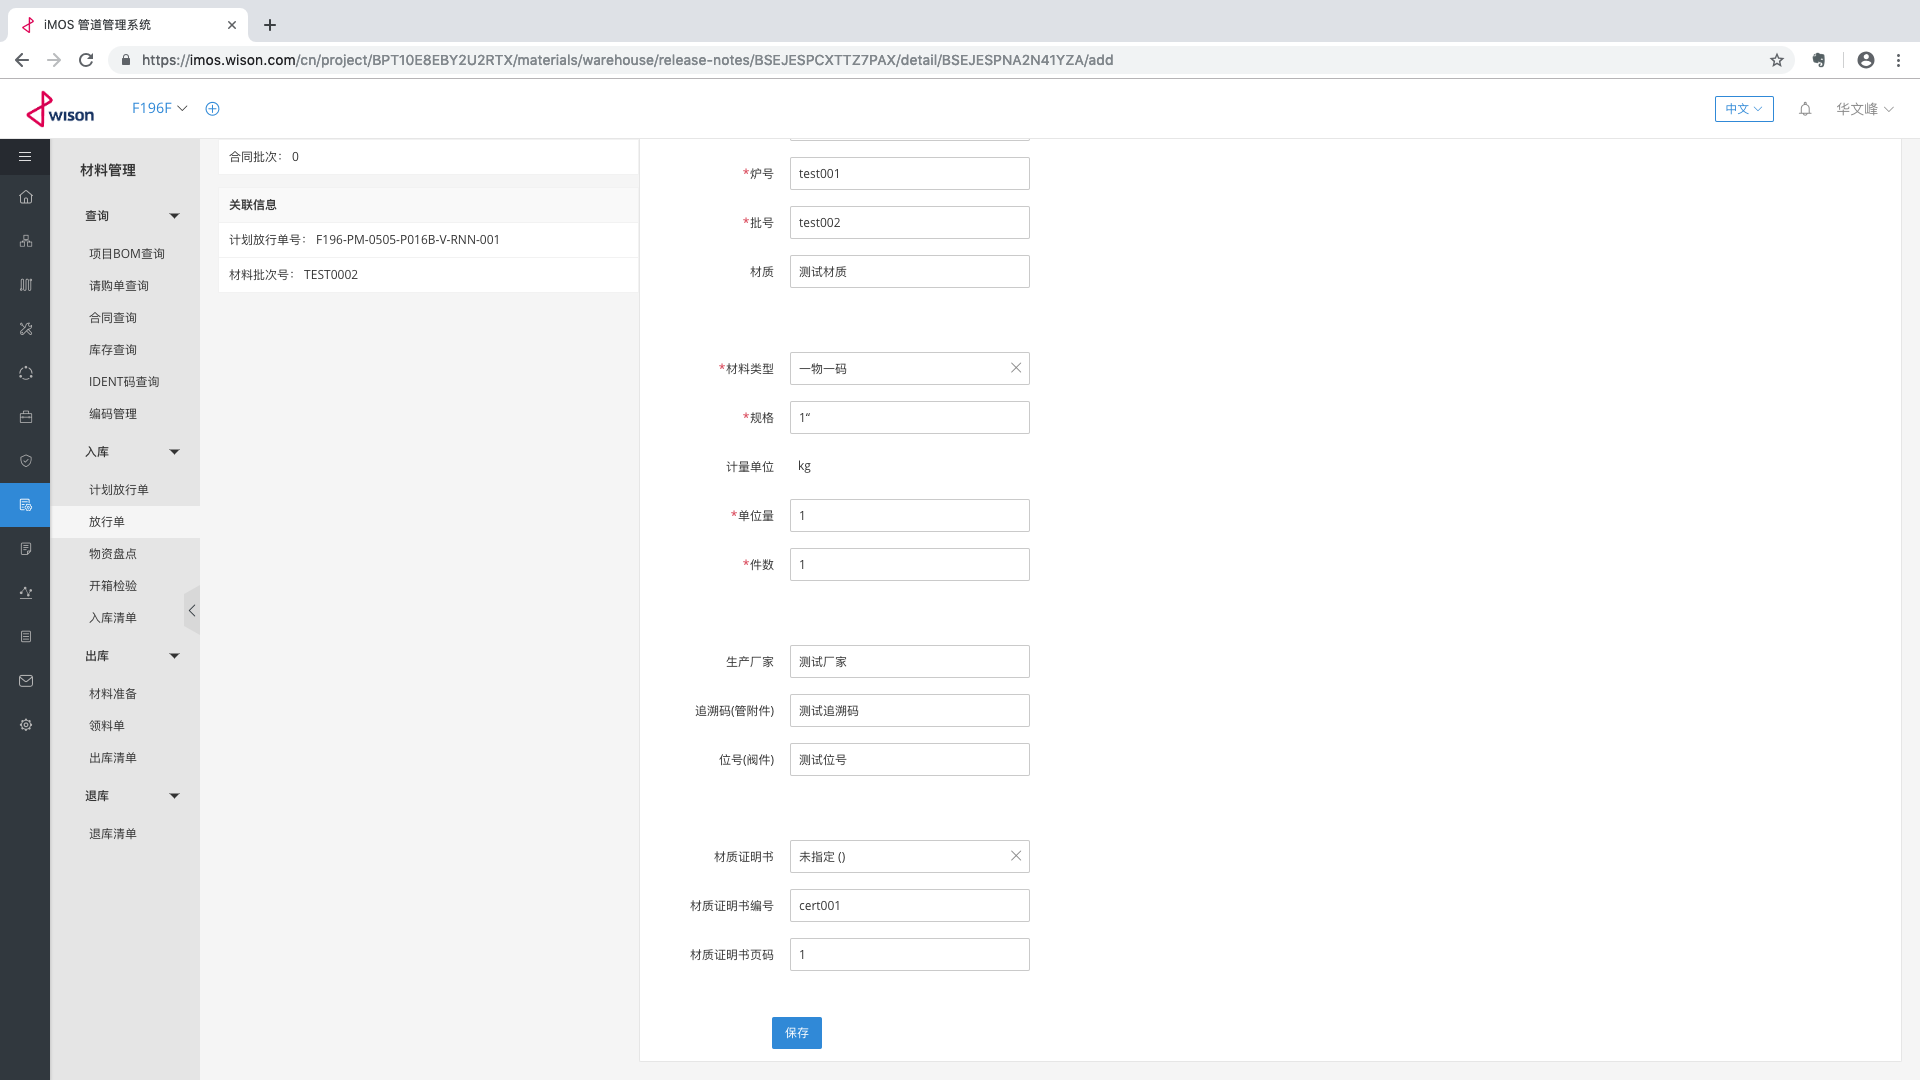 iMOS 管道管理系统
https://imos.wison.com/cn/project/BPT10E8EBY2U2RTX/materials/warehouse/release-notes/BSEJESPCXTTZ7PAX/detail/BSEJESPNA2N41YZA/add
wison
F196F
中文
华文峰
材料管理
查询
项目BOM查询
请购单查询
合同查询
库存查询
IDENT码查询
编码管理
入库
计划放行单
放行单
物资盘点
开箱检验
入库清单
出库
材料准备
领料单
出库清单
退库
退库清单
合同批次： 0
关联信息
计划放行单号： F196-PM-0505-P016B-V-RNN-001
材料批次号： TEST0002
*炉号 test001
*批号 test002
材质 测试材质
*材料类型 一物一码
*规格 1“
计量单位 kg
*单位量 1
*件数 1
生产厂家 测试厂家
追溯码(管附件) 测试追溯码
位号(阀件) 测试位号
材质证明书 未指定 ()
材质证明书编号 cert001
材质证明书页码 1
保存